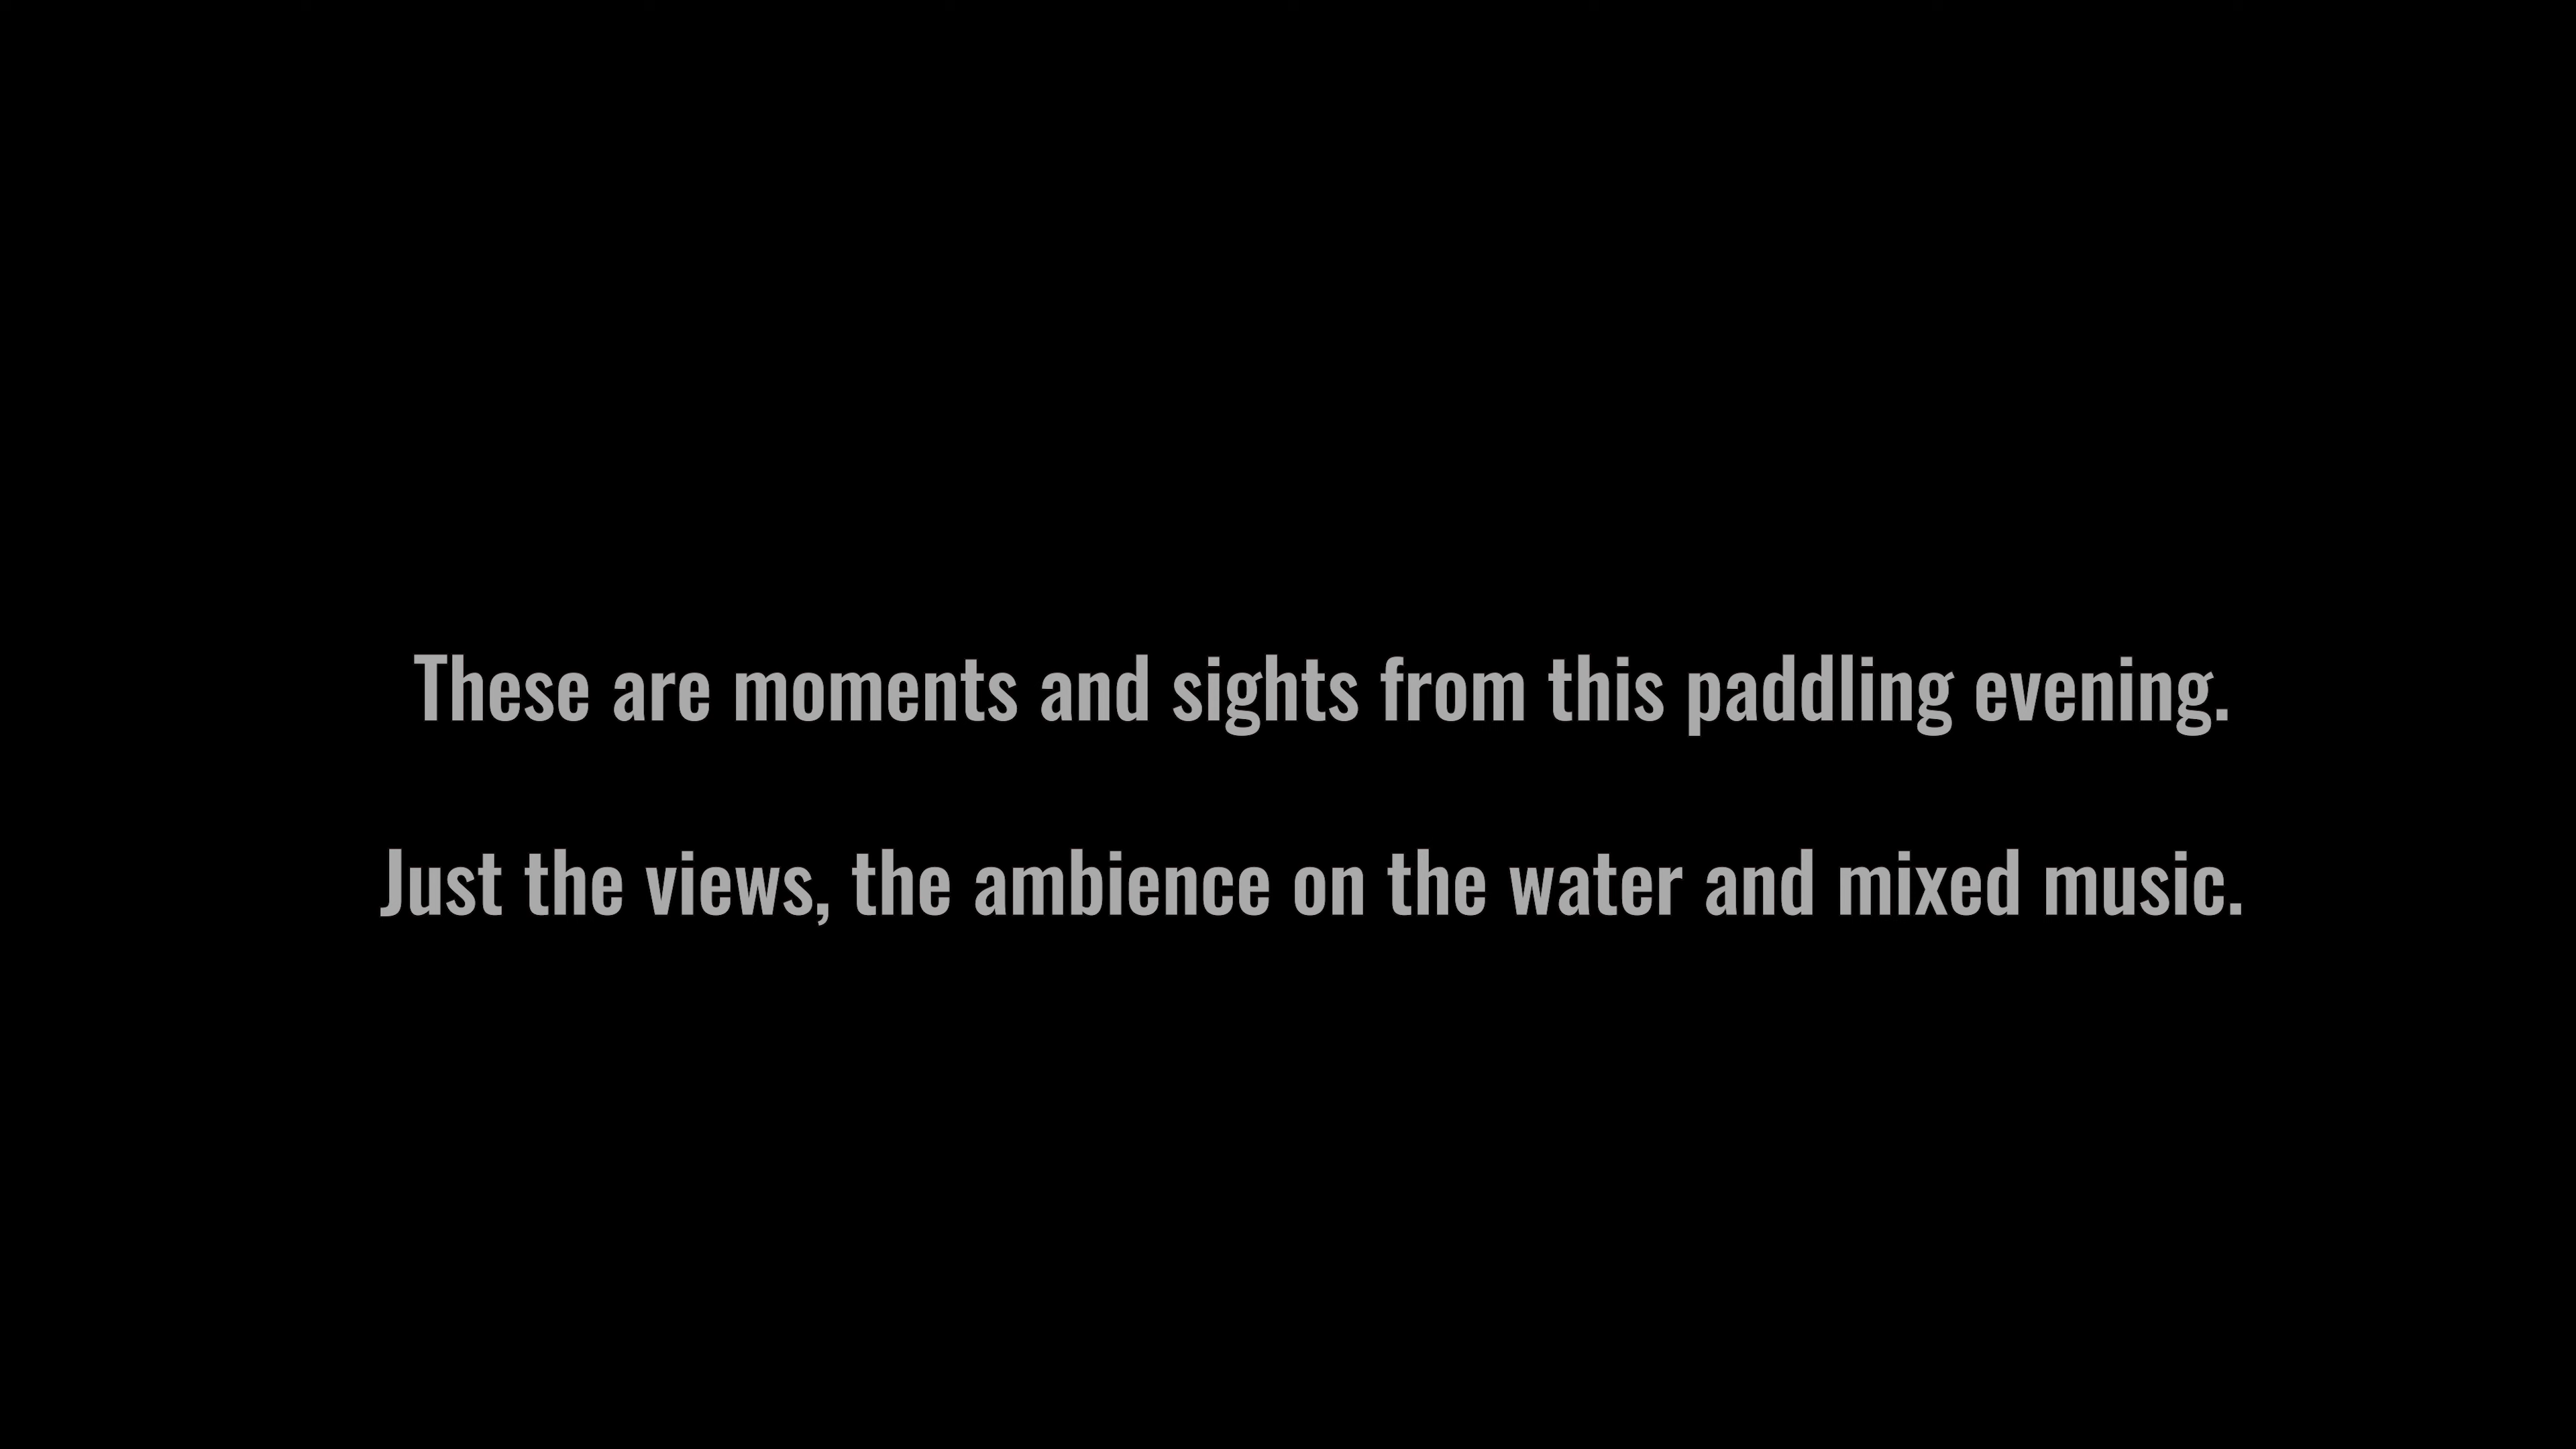 These are moments and sights from this paddling evening.
Just the views, the ambience on the water and mixed music.